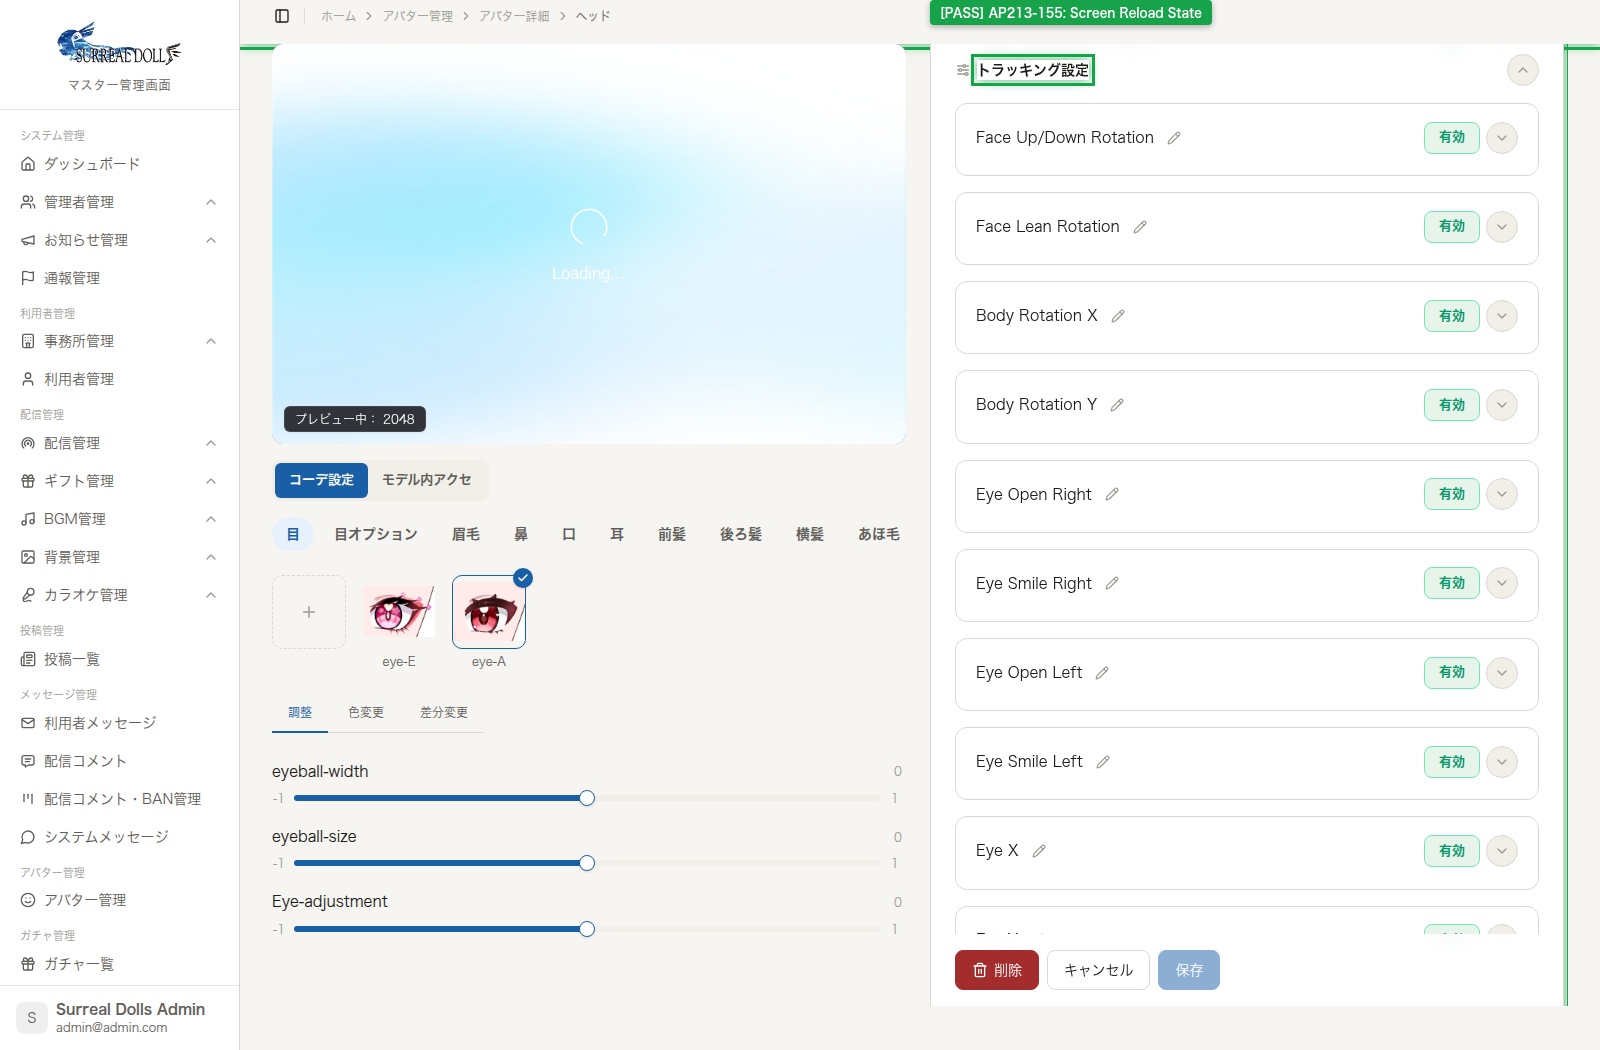 SURREAL DOLLS
マスター管理画面
システム管理
ダッシュボード
管理者管理
お知らせ管理
通報管理
利用者管理
事務所管理
利用者管理
配信管理
配信管理
ギフト管理
BGM管理
背景管理
カラオケ管理
投稿管理
投稿一覧
メッセージ管理
利用者メッセージ
配信コメント
配信コメント・BAN管理
システムメッセージ
アバター管理
アバター管理
ガチャ管理
ガチャ一覧
S
Surreal Dolls Admin
admin@admin.com
ホーム > アバター管理 > アバター詳細 > ヘッド
[PASS] AP213-155: Screen Reload State
Loading...
プレビュー中： 2048
コーデ設定 モデル内アクセ
目 目オプション 眉毛 鼻 口 耳 前髪 後ろ髪 横髪 あほ毛
eye-E eye-A
調整 色変更 差分変更
eyeball-width 0
-1 1
eyeball-size 0
-1 1
Eye-adjustment 0
-1 1
トラッキング設定
Face Up/Down Rotation 有効
Face Lean Rotation 有効
Body Rotation X 有効
Body Rotation Y 有効
Eye Open Right 有効
Eye Smile Right 有効
Eye Open Left 有効
Eye Smile Left 有効
Eye X 有効
削除 キャンセル 保存